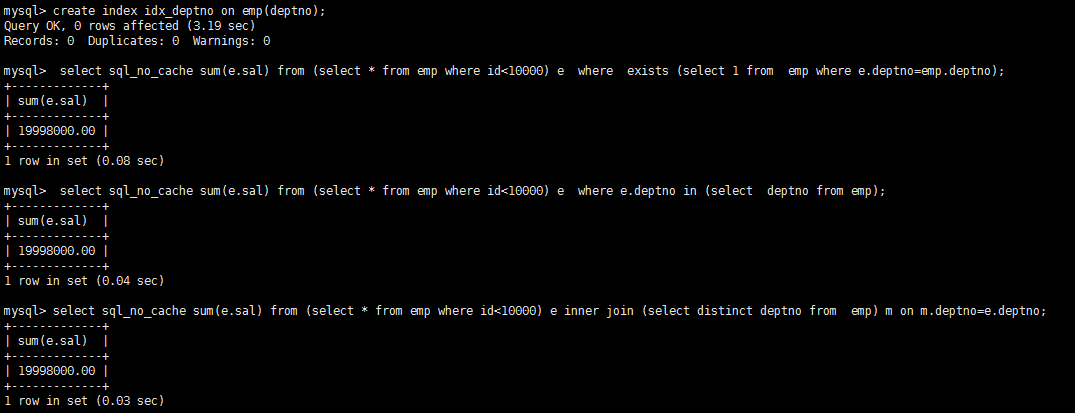 mysql> create index idx_deptno on emp(deptno);
Query OK, 0 rows affected (3.19 sec)
Records: 0  Duplicates: 0  Warnings: 0
mysql>  select sql_no_cache sum(e.sal) from (select * from emp where id<10000) e  where  exists (select 1 from  emp where e.deptno=emp.deptno);
+-------------+
| sum(e.sal)  |
+-------------+
| 19998000.00 |
+-------------+
1 row in set (0.08 sec)
mysql>  select sql_no_cache sum(e.sal) from (select * from emp where id<10000) e  where e.deptno in (select  deptno from emp);
+-------------+
| sum(e.sal)  |
+-------------+
| 19998000.00 |
+-------------+
1 row in set (0.04 sec)
mysql> select sql_no_cache sum(e.sal) from (select * from emp where id<10000) e inner join (select distinct deptno from  emp) m on m.deptno=e.deptno;
+-------------+
| sum(e.sal)  |
+-------------+
| 19998000.00 |
+-------------+
1 row in set (0.03 sec)